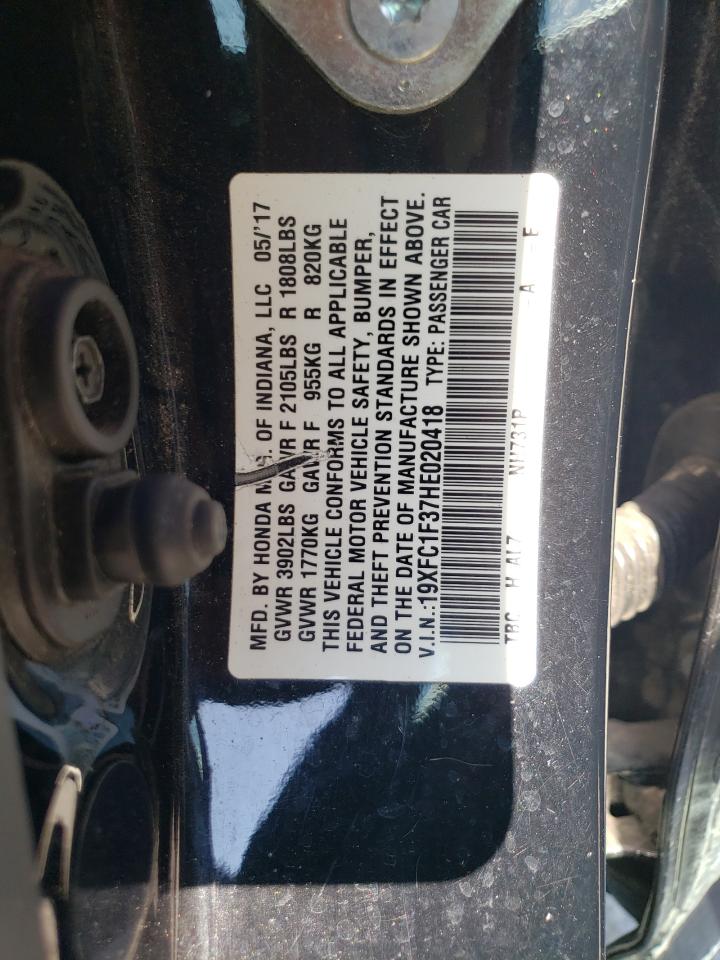 MFD. BY HONDA MFG. OF INDIANA, LLC 05/'17
GVWR 3902LBS GAWR F 2105LBS R 1808LBS
GVWR 1770KG GAWR F 955KG R 820KG
THIS VEHICLE CONFORMS TO ALL APPLICABLE
FEDERAL MOTOR VEHICLE SAFETY, BUMPER,
AND THEFT PREVENTION STANDARDS IN EFFECT
ON THE DATE OF MANUFACTURE SHOWN ABOVE.
V.I.N.:19XFC1F37HE020418 TYPE: PASSENGER CAR
NH731P A